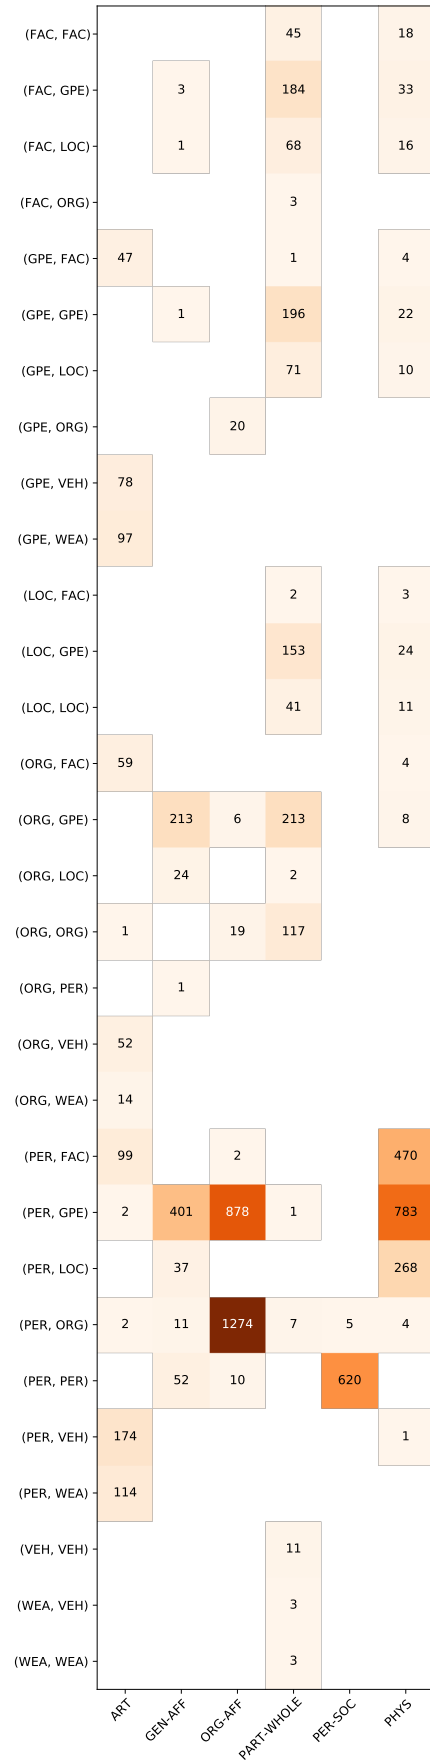 (FAC, FAC) 45 18
(FAC, GPE) 3 184 33
(FAC, LOC) 1 68 16
(FAC, ORG) 3
(GPE, FAC) 47 1 4
(GPE, GPE) 1 196 22
(GPE, LOC) 71 10
(GPE, ORG) 20
(GPE, VEH) 78
(GPE, WEA) 97
(LOC, FAC) 2 3
(LOC, GPE) 153 24
(LOC, LOC) 41 11
(ORG, FAC) 59 4
(ORG, GPE) 213 6 213 8
(ORG, LOC) 24 2
(ORG, ORG) 1 19 117
(ORG, PER) 1
(ORG, VEH) 52
(ORG, WEA) 14
(PER, FAC) 99 2 470
(PER, GPE) 2 401 878 1 783
(PER, LOC) 37 268
(PER, ORG) 2 11 1274 7 5 4
(PER, PER) 52 10 620
(PER, VEH) 174 1
(PER, WEA) 114
(VEH, VEH) 11
(WEA, VEH) 3
(WEA, WEA) 3
ART GEN-AFF ORG-AFF PART-WHOLE PER-SOC PHYS